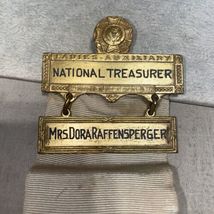 LADIES AUXILIARY
NATIONAL TREASURER
MRS DORA RAFFENSPERGER